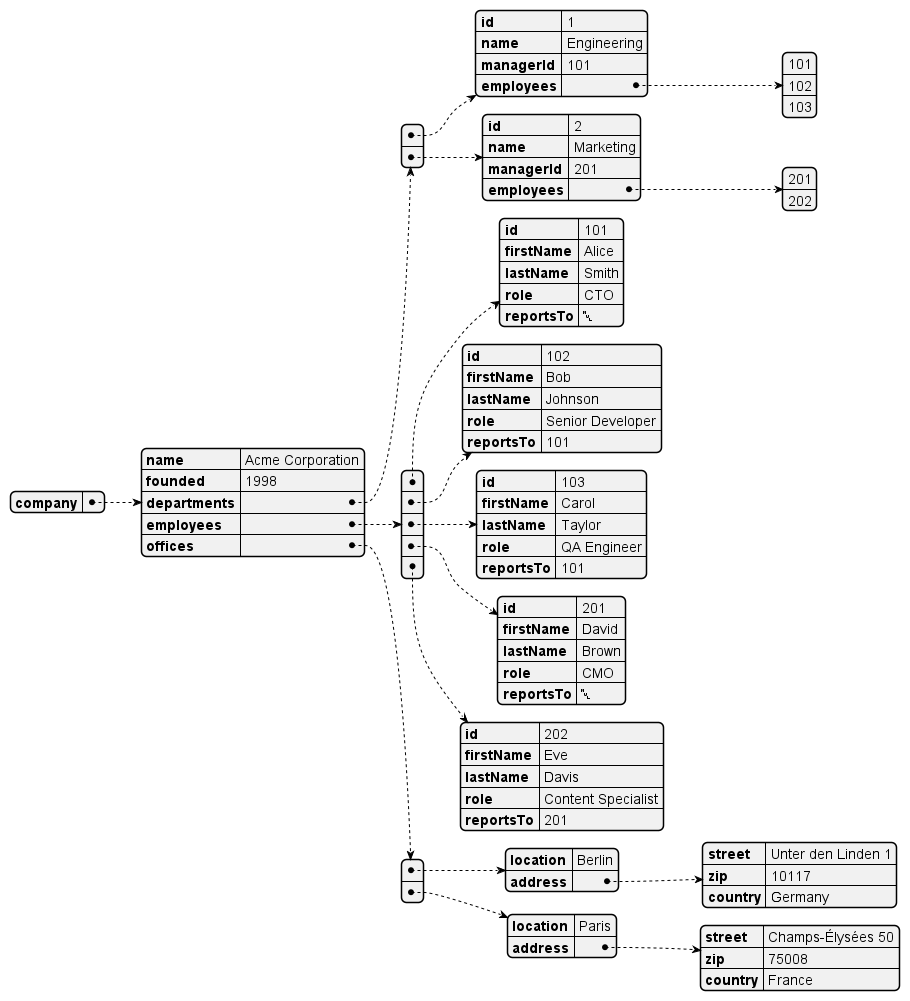 company
name Acme Corporation
founded 1998
departments
employees
offices
id 1
name Engineering
managerId 101
employees
101
102
103
id 2
name Marketing
managerId 201
employees
201
202
id 101
firstName Alice
lastName Smith
role CTO
reportsTo ␀
id 102
firstName Bob
lastName Johnson
role Senior Developer
reportsTo 101
id 103
firstName Carol
lastName Taylor
role QA Engineer
reportsTo 101
id 201
firstName David
lastName Brown
role CMO
reportsTo ␀
id 202
firstName Eve
lastName Davis
role Content Specialist
reportsTo 201
location Berlin
address
street Unter den Linden 1
zip 10117
country Germany
location Paris
address
street Champs-Élysées 50
zip 75008
country France